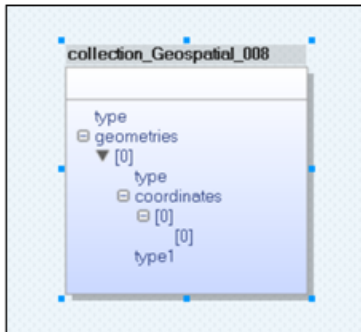 collection_Geospatial_008
type
geometries
[0]
type
coordinates
[0]
[0]
type1